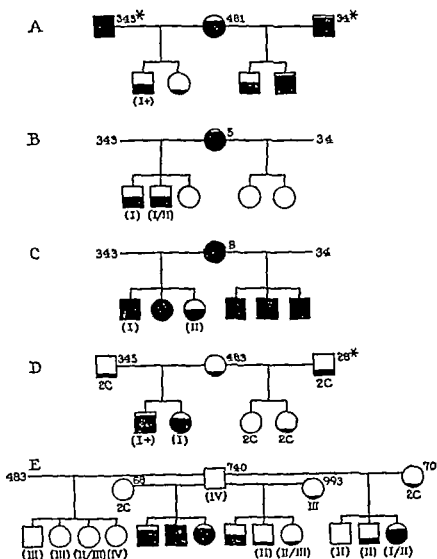 A 345* 481 34*
(I+)
B 343 5 34
(I) (I/II)
C 343 8 34
(I) (II)
D 345 483 28*
2C 2C
(I+) (I) 2C 2C
E 483 68 740 993 70
2C (IV) III 2C
(III) (III) (II/III) (IV) (II) (II/III) (II) (II) (I/II)